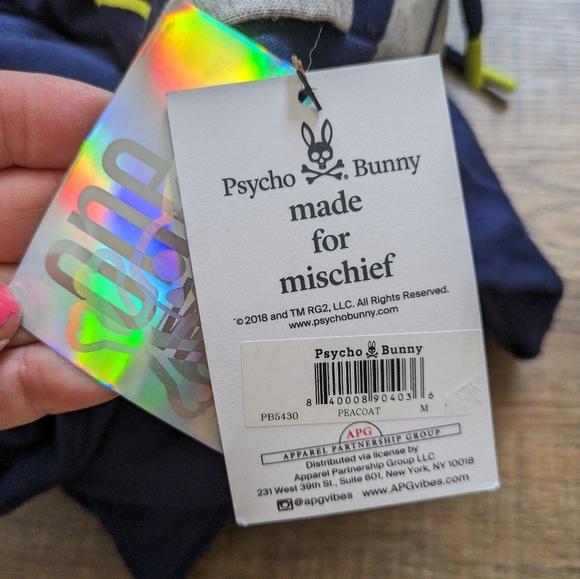 Psycho Bunny
made
for
mischief
©2018 and TM RG2, LLC. All Rights Reserved.
www.psychobunny.com
Psycho Bunny
8 40008 90403 6
PB5430 PEACOAT M
APG
APPAREL PARTNERSHIP GROUP
Distributed via license by
Apparel Partnership Group LLC
231 West 39th St., Suite 601, New York, NY 10018
@apgvibes www.APGvibes.com